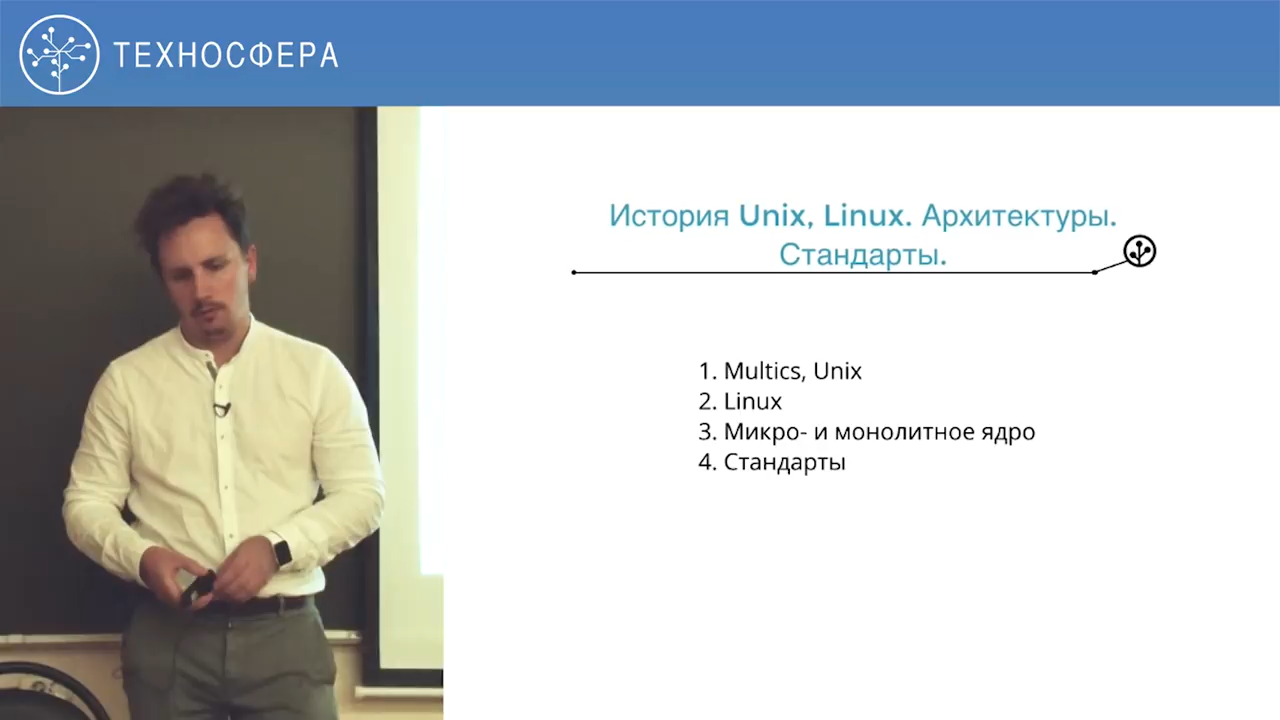 ТЕХНОСФЕРА
История Unix, Linux. Архитектуры.
Стандарты.
1. Multics, Unix
2. Linux
3. Микро- и монолитное ядро
4. Стандарты